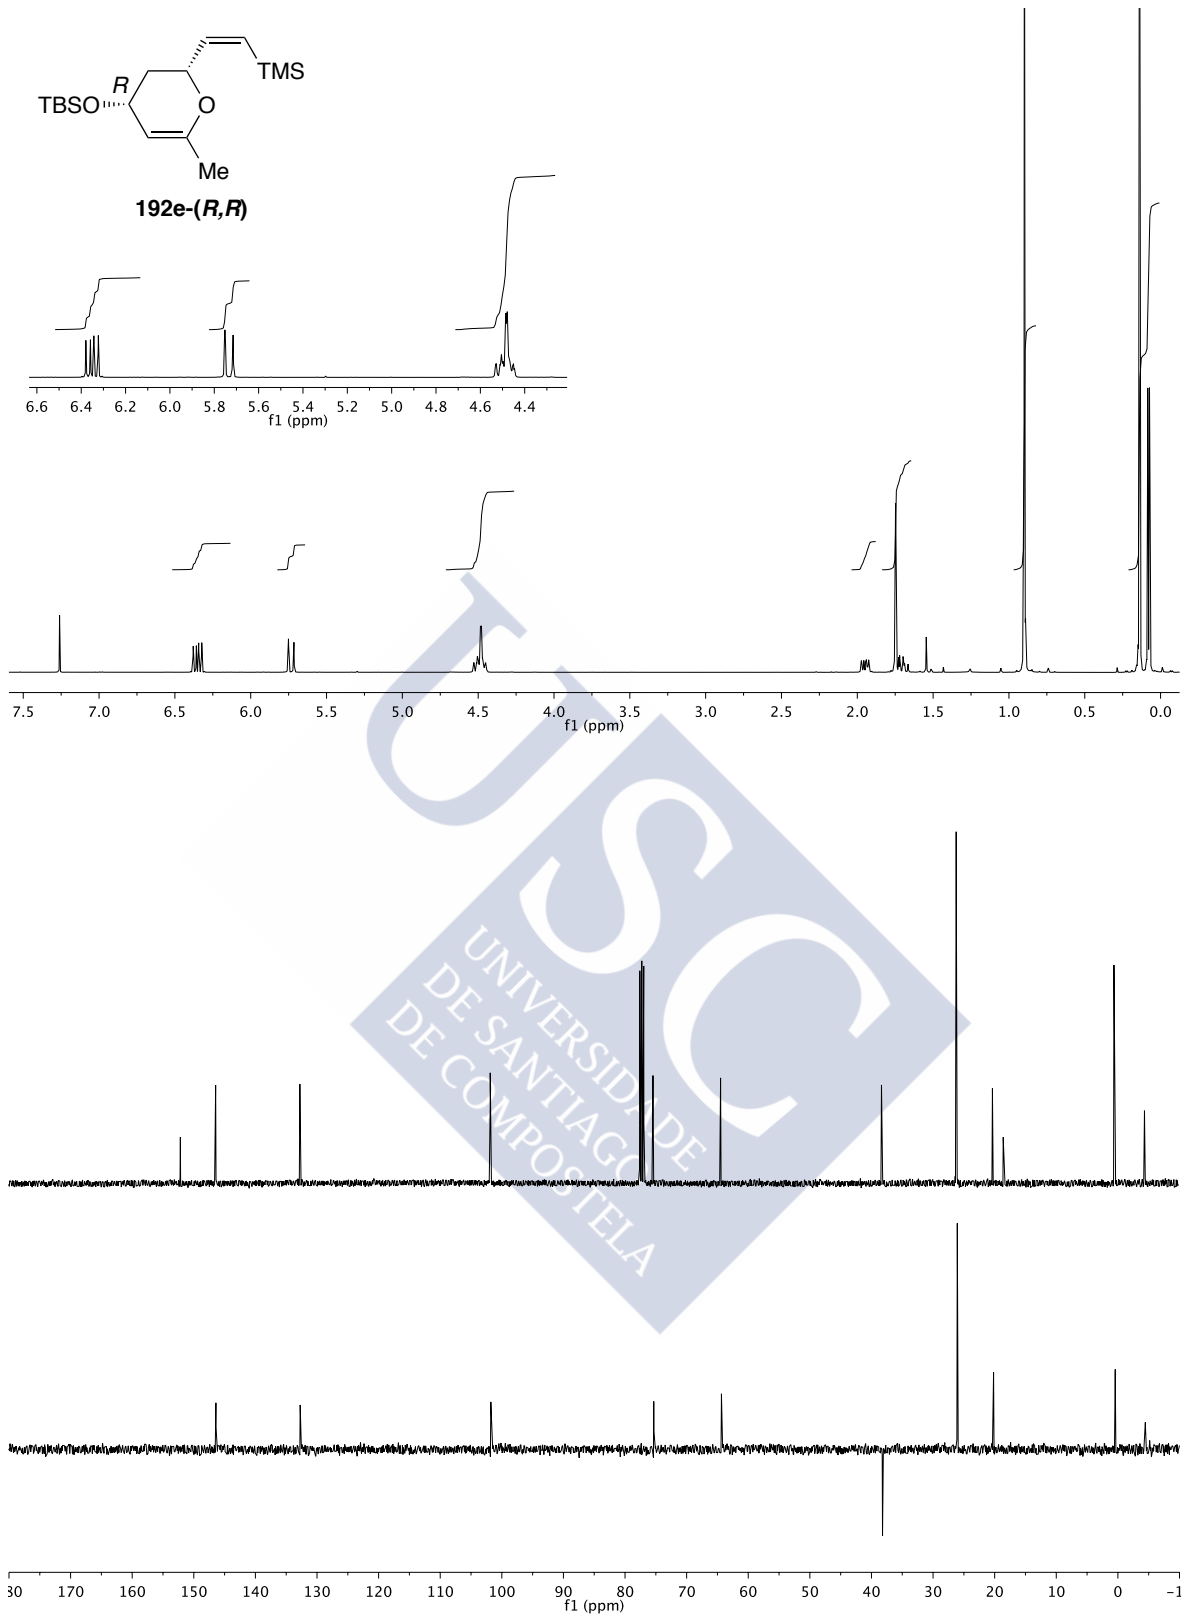 TMS
R
TBSO
O
Me
192e-(R,R)
6.6 6.4 6.2 6.0 5.8 5.6 5.4 5.2 5.0 4.8 4.6 4.4
f1 (ppm)
7.5 7.0 6.5 6.0 5.5 5.0 4.5 4.0 3.5 3.0 2.5 2.0 1.5 1.0 0.5 0.0
f1 (ppm)
USC
UNIVERSIDADE
DE SANTIAGO
DE COMPOSTELA
80 170 160 150 140 130 120 110 100 90 80 70 60 50 40 30 20 10 0 -1
f1 (ppm)